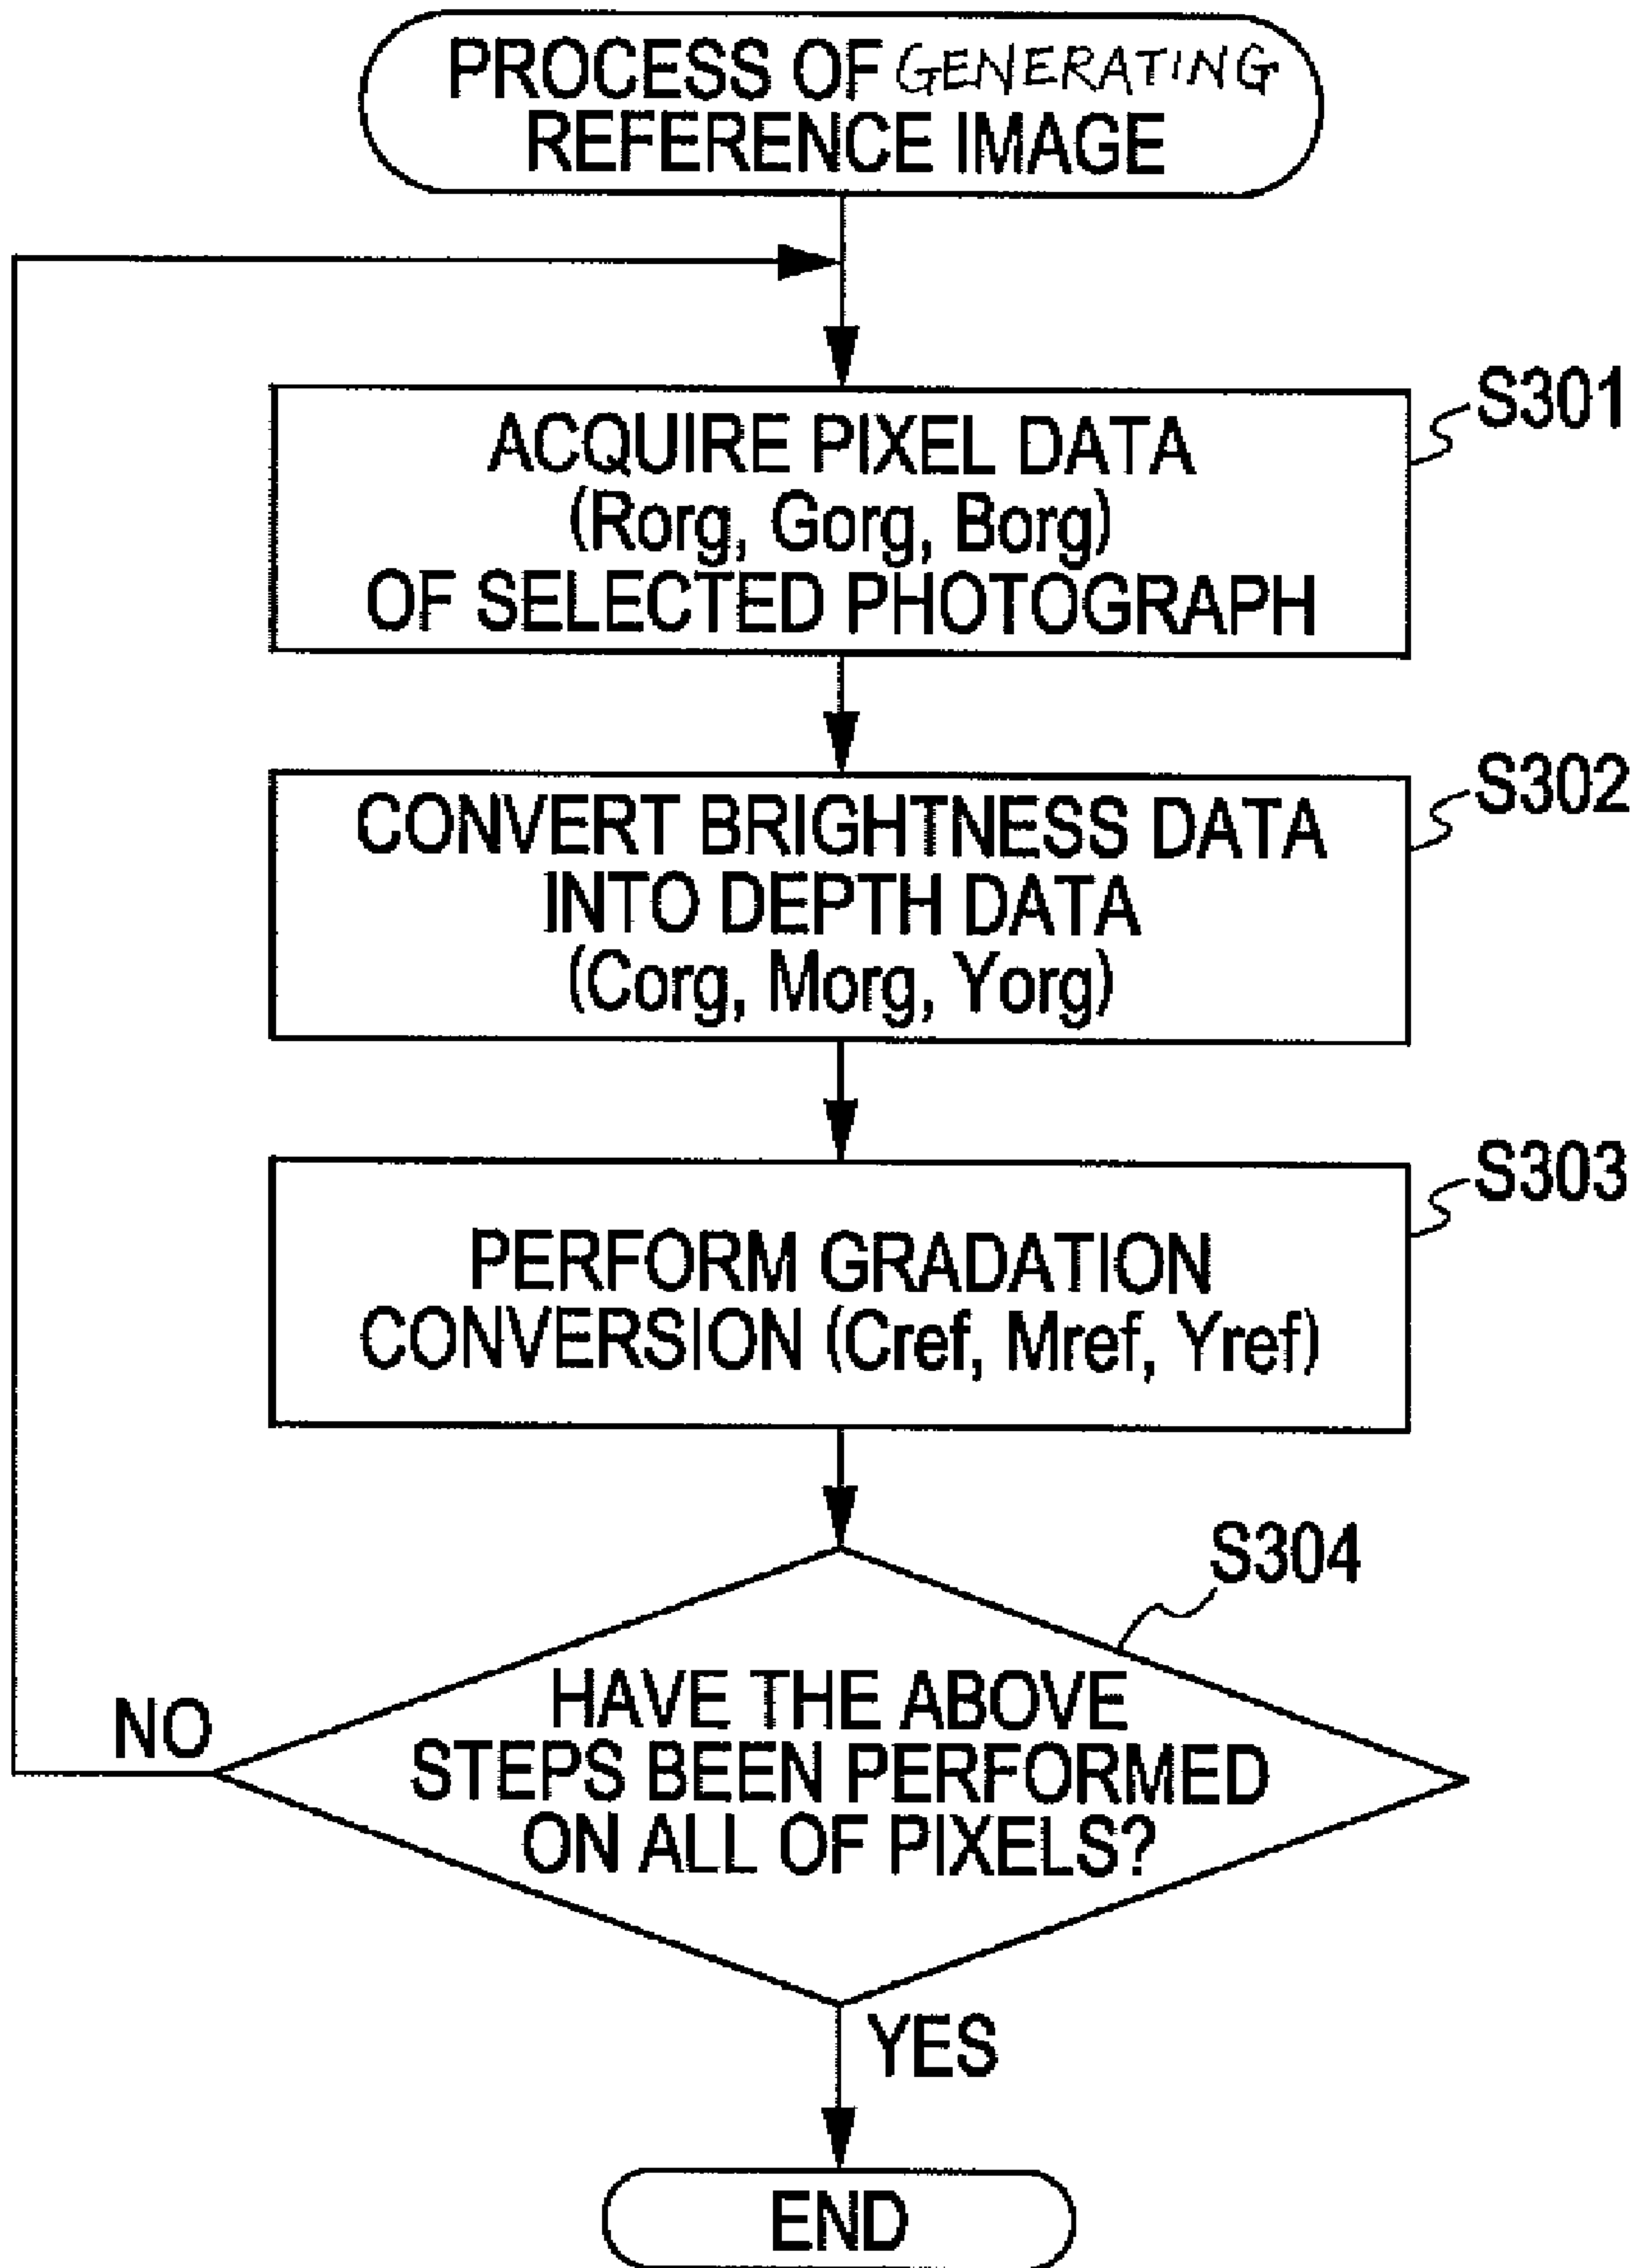 PROCESS OF GENERATING
REFERENCE IMAGE
S301
ACQUIRE PIXEL DATA
(Rorg, Gorg, Borg)
OF SELECTED PHOTOGRAPH
S302
CONVERT BRIGHTNESS DATA
INTO DEPTH DATA
(Corg, Morg, Yorg)
S303
PERFORM GRADATION
CONVERSION (Cref, Mref, Yref)
S304
HAVE THE ABOVE
STEPS BEEN PERFORMED
ON ALL OF PIXELS?
NO
YES
END